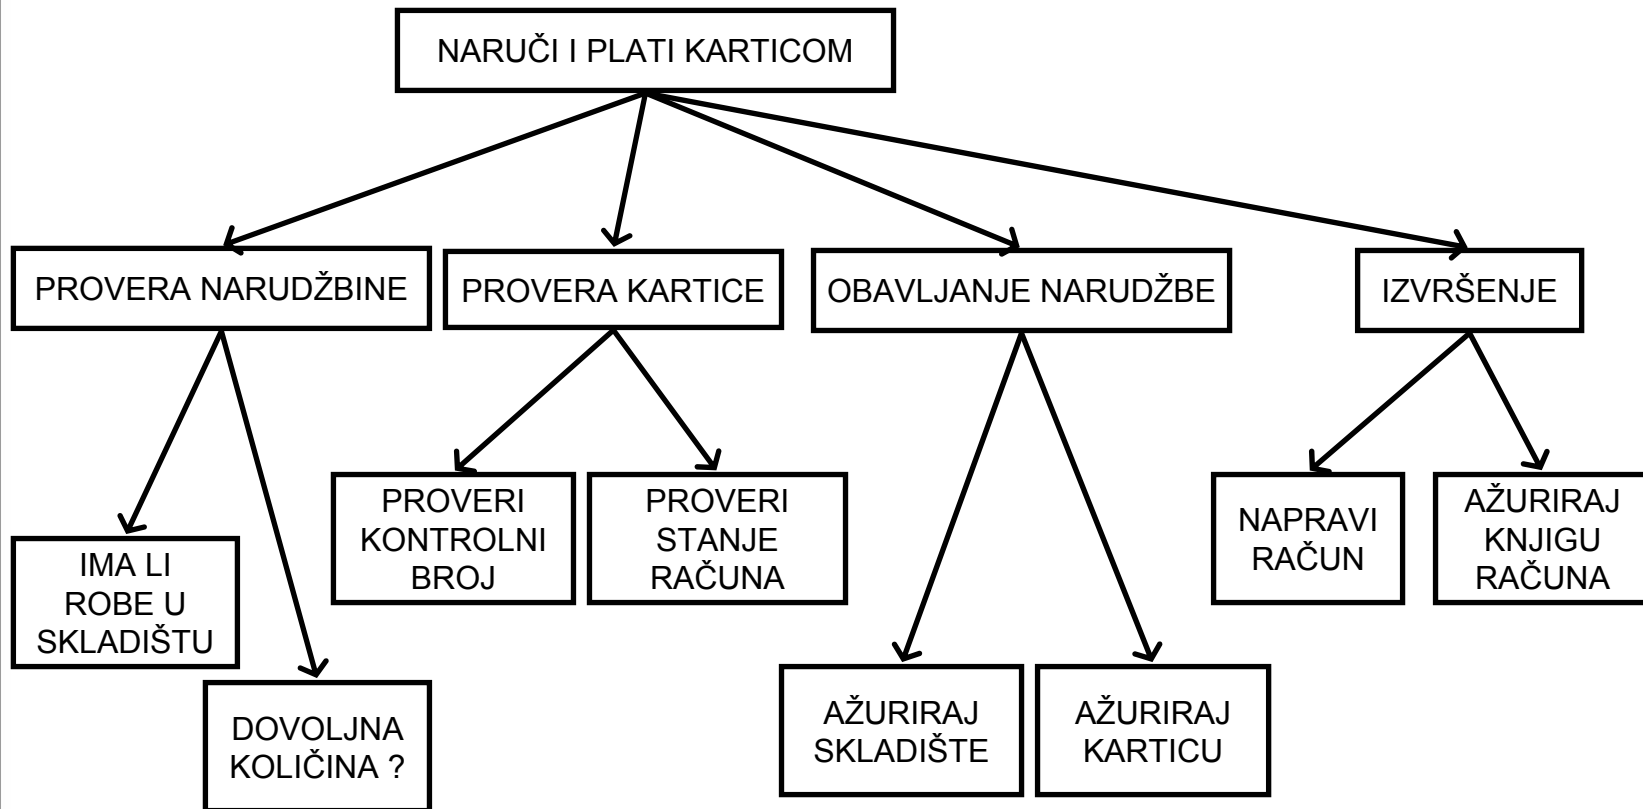 NARUČI I PLATI KARTICOM
PROVERA NARUDŽBINE
PROVERA KARTICE
OBAVLJANJE NARUDŽBE
IZVRŠENJE
IMA LI
ROBE U
SKLADIŠTU
DOVOLJNA
KOLIČINA ?
PROVERI
KONTROLNI
BROJ
PROVERI
STANJE
RAČUNA
AŽURIRAJ
SKLADIŠTE
AŽURIRAJ
KARTICU
NAPRAVI
RAČUN
AŽURIRAJ
KNJIGU
RAČUNA